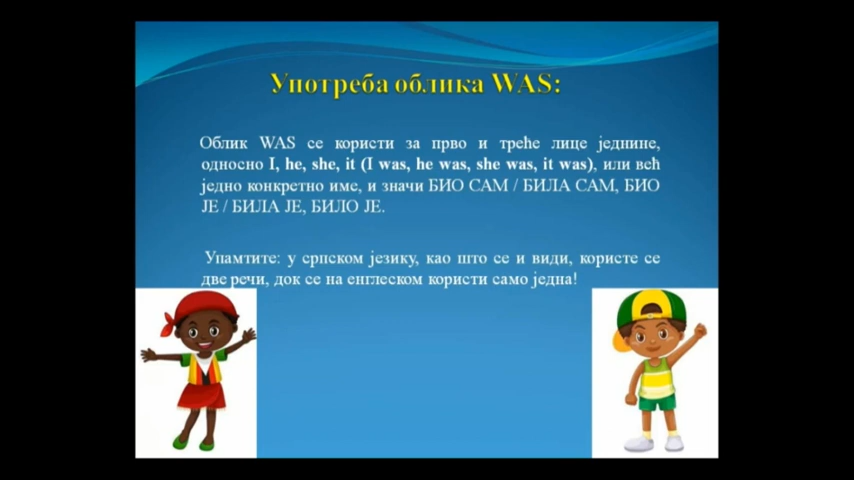 Употреба облика WAS:
Облик WAS се користи за прво и треће лице једнине,
односно I, he, she, it (I was, he was, she was, it was), или већ
једно конкретно име, и значи БИО САМ / БИЛА САМ, БИО
ЈЕ / БИЛА ЈЕ, БИЛО ЈЕ.
Упамтите: у српском језику, као што се и види, користе се
две речи, док се на енглеском користи само једна!